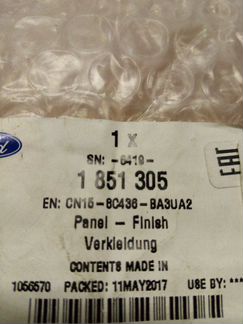 1 x
SN: -6419-
1 851 305
EN: CN15-8C436-BA3UA2
Panel - Finish
Verkleidung
CONTENTS MADE IN
1056570 PACKED: 11MAY2017 USE BY: ***
EAC